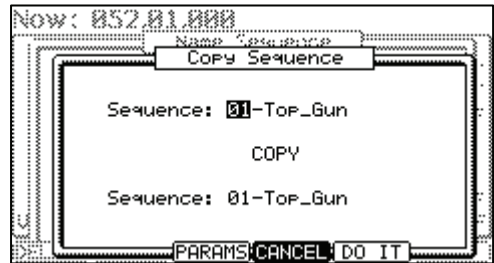 Now: 052.01.000
Name Sequence
Copy Sequence
Sequence: 01-Top_Gun
COPY
Sequence: 01-Top_Gun
PARAMS CANCEL DO IT